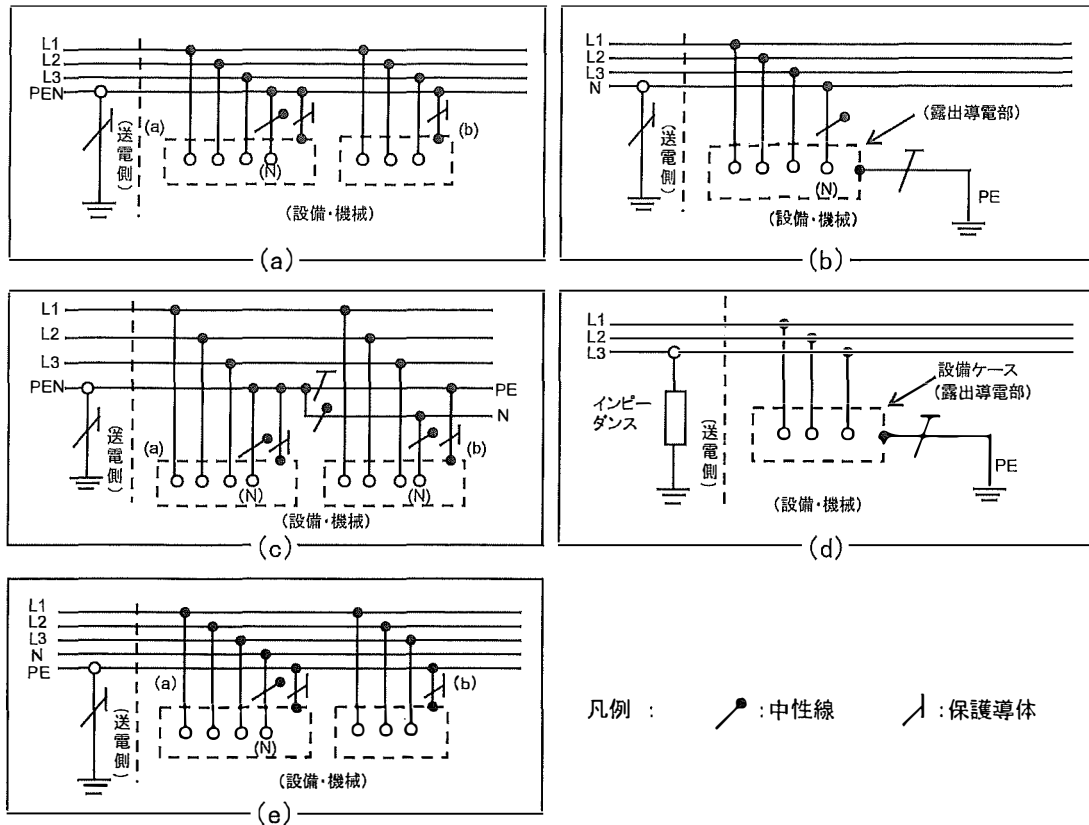 L1
L2
L3
PEN
(送電側)
(a)
(N)
(b)
(設備・機械)
(a)
L1
L2
L3
N
(送電側)
(露出導電部)
(N)
PE
(設備・機械)
(b)
L1
L2
L3
PEN
PE
N
(送電側)
(a)
(N)
(N)
(b)
(設備・機械)
(c)
L1
L2
L3
インピー
ダンス
(送電側)
設備ケース
(露出導電部)
PE
(設備・機械)
(d)
L1
L2
L3
N
PE
(送電側)
(a)
(N)
(b)
(設備・機械)
(e)
凡例 : :中性線 :保護導体